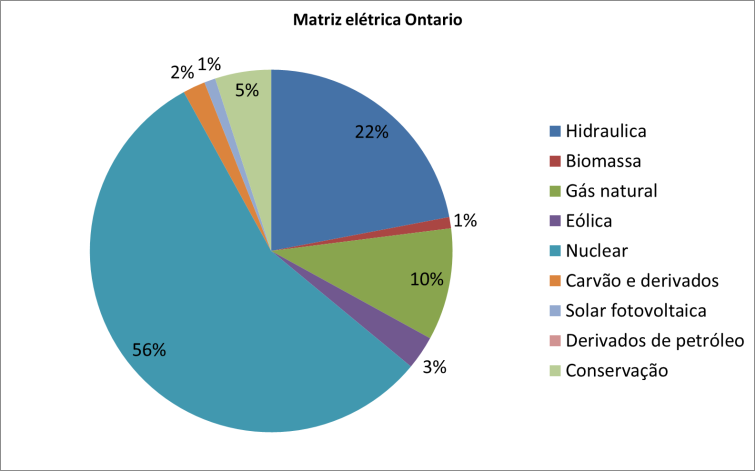 Matriz elétrica Ontario
2%
1%
5%
22%
1%
10%
3%
56%
Hidraulica
Biomassa
Gás natural
Eólica
Nuclear
Carvão e derivados
Solar fotovoltaica
Derivados de petróleo
Conservação